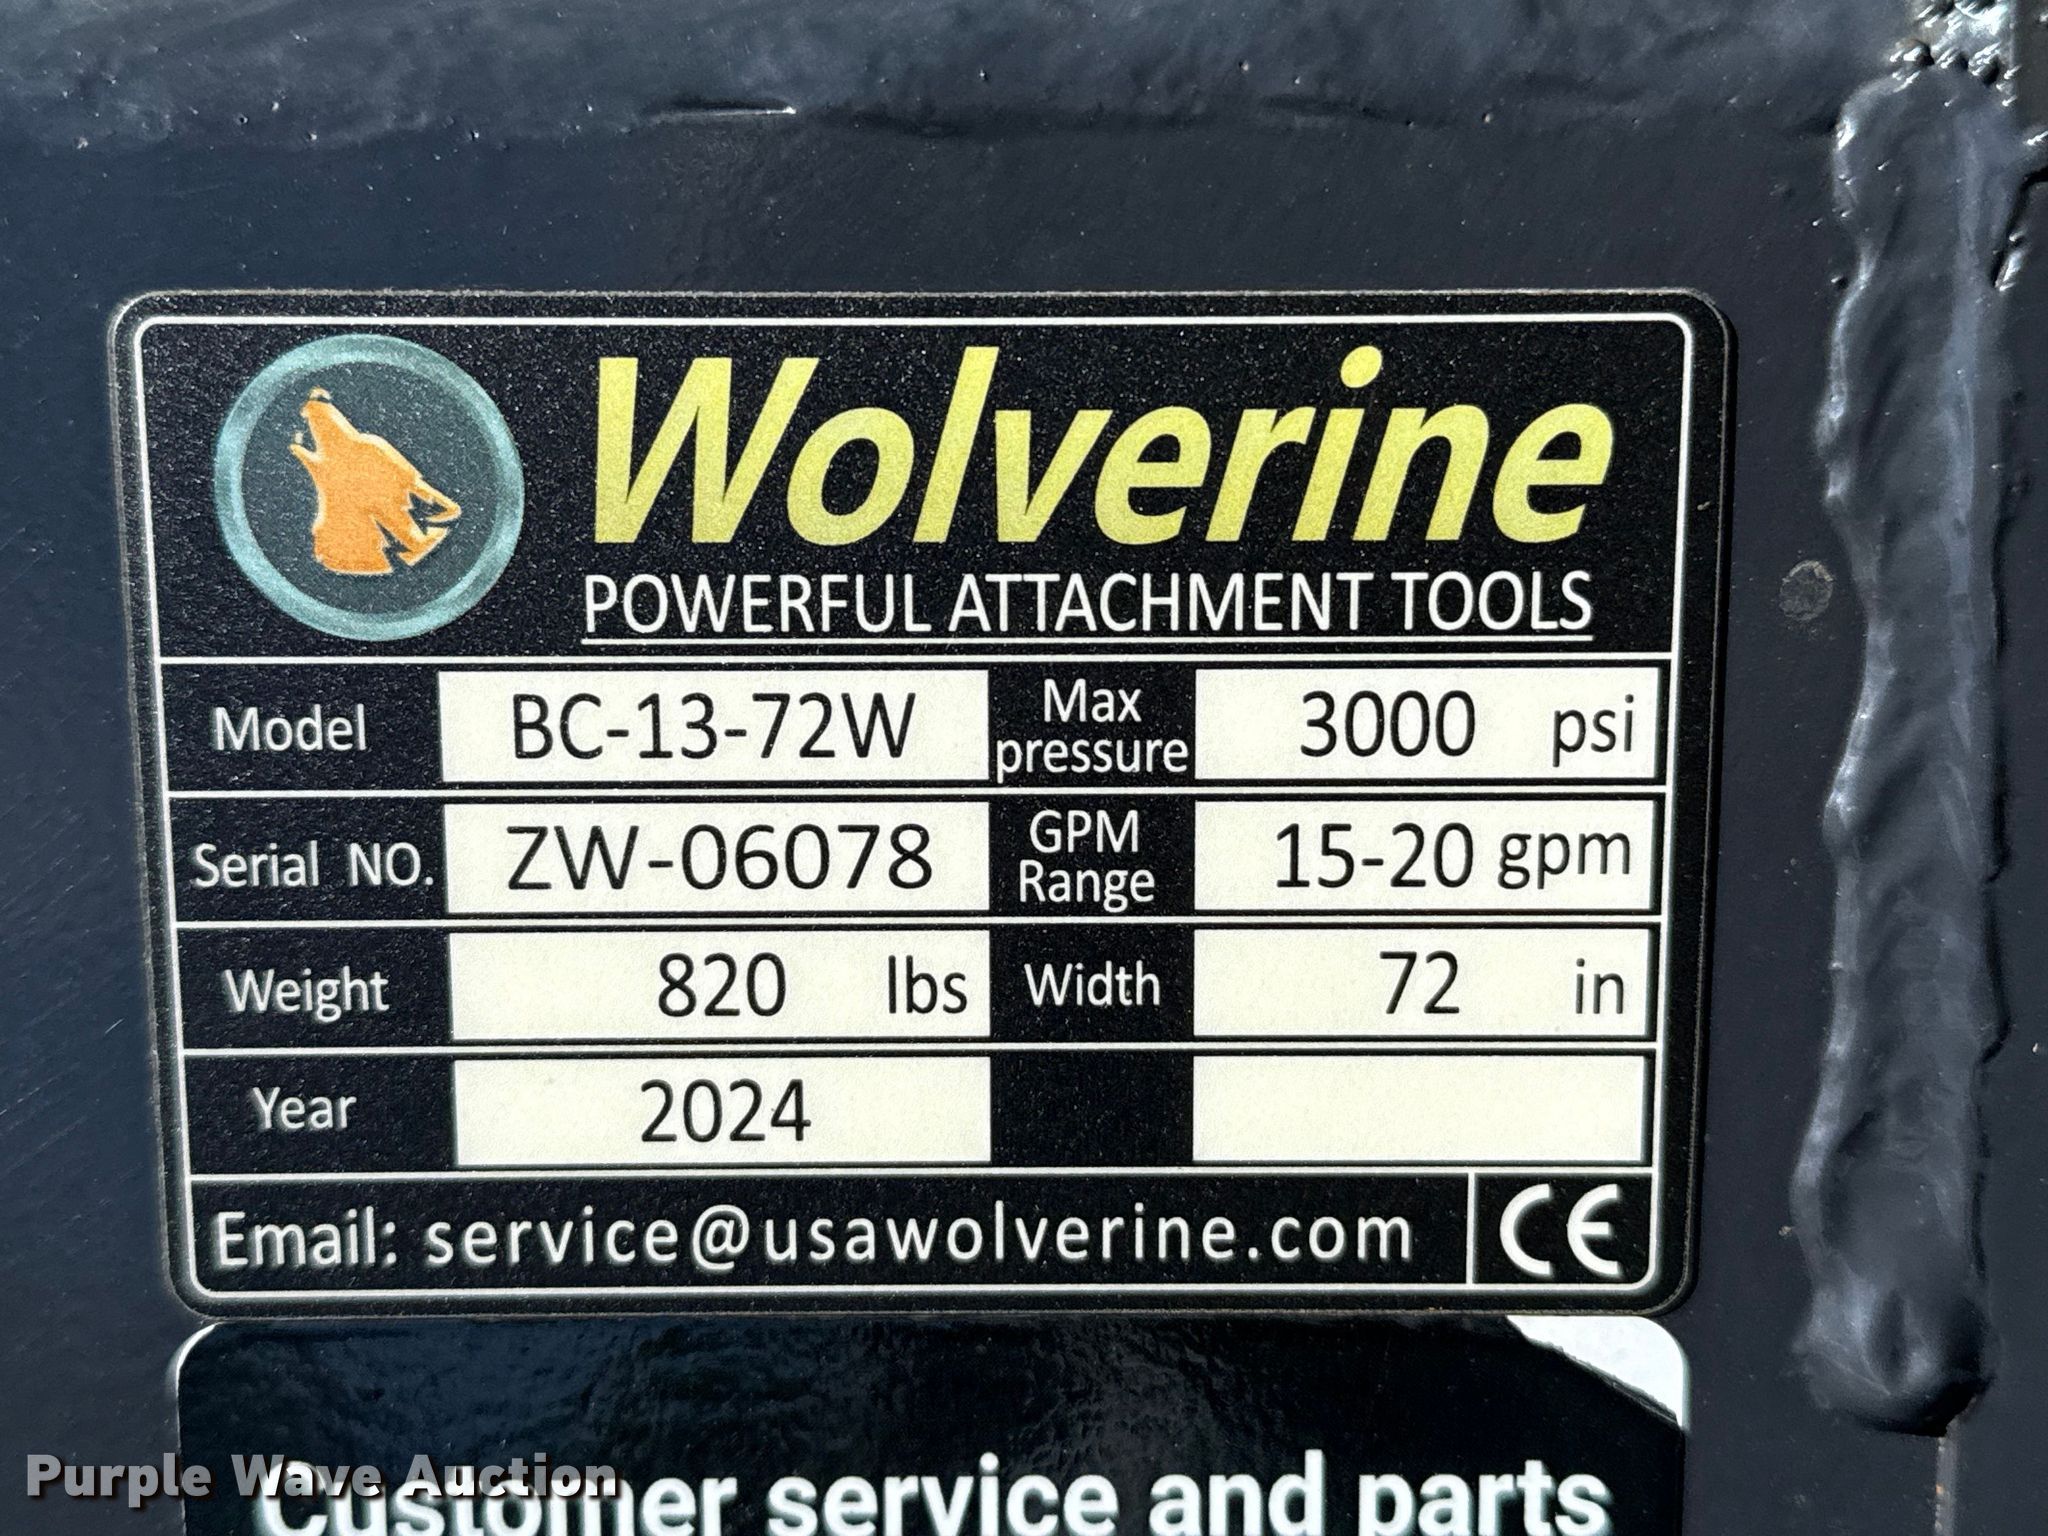 Wolverine
POWERFUL ATTACHMENT TOOLS
Model BC-13-72W Max pressure 3000 psi
Serial NO. ZW-06078 GPM Range 15-20 gpm
Weight 820 lbs Width 72 in
Year 2024
Email: service@usawolverine.com CE
Customer service and parts
Purple Wave Auction